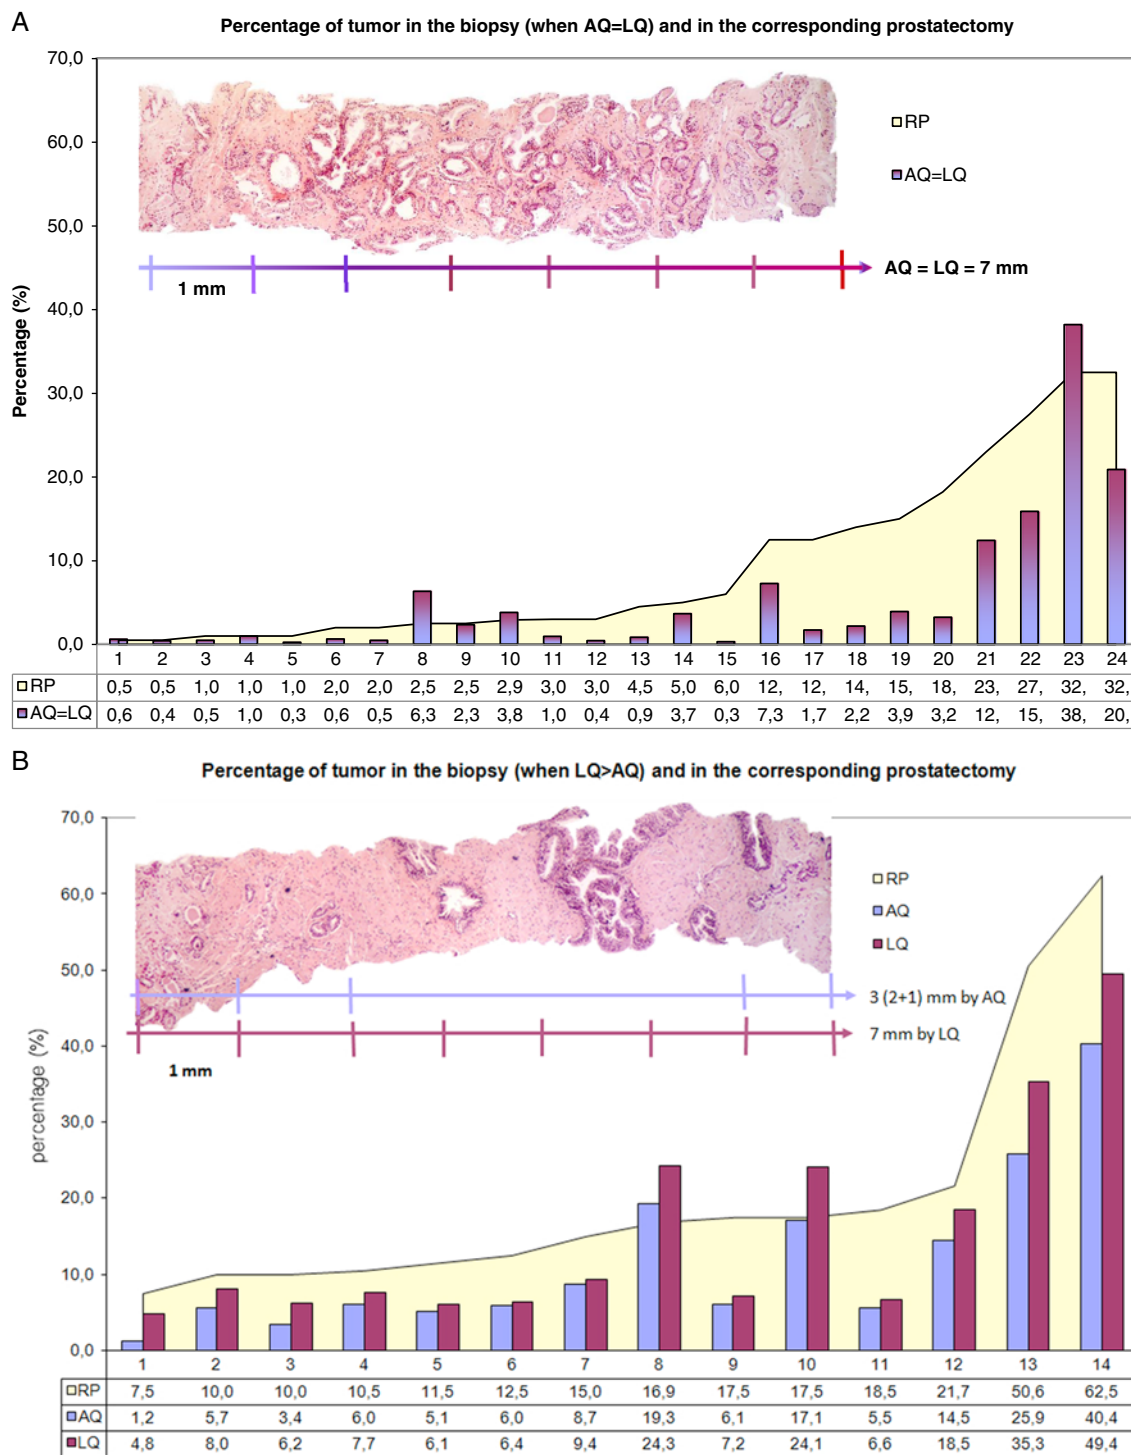 A
Percentage of tumor in the biopsy (when AQ=LQ) and in the corresponding prostatectomy
70,0
60,0
50,0
40,0
30,0
20,0
10,0
0,0
Percentage (%)
RP
AQ=LQ
1 mm
AQ = LQ = 7 mm
1 2 3 4 5 6 7 8 9 10 11 12 13 14 15 16 17 18 19 20 21 22 23 24
RP 0,5 0,5 1,0 1,0 1,0 2,0 2,0 2,5 2,5 2,9 3,0 3,0 4,5 5,0 6,0 12, 12, 14, 15, 18, 23, 27, 32, 32,
AQ=LQ 0,6 0,4 0,5 1,0 0,3 0,6 0,5 6,3 2,3 3,8 1,0 0,4 0,9 3,7 0,3 7,3 1,7 2,2 3,9 3,2 12, 15, 38, 20,
B
Percentage of tumor in the biopsy (when LQ>AQ) and in the corresponding prostatectomy
70,0
60,0
50,0
40,0
30,0
20,0
10,0
0,0
percentage (%)
RP
AQ
LQ
3 (2+1) mm by AQ
7 mm by LQ
1 mm
1 2 3 4 5 6 7 8 9 10 11 12 13 14
RP 7,5 10,0 10,0 10,5 11,5 12,5 15,0 16,9 17,5 17,5 18,5 21,7 50,6 62,5
AQ 1,2 5,7 3,4 6,0 5,1 6,0 8,7 19,3 6,1 17,1 5,5 14,5 25,9 40,4
LQ 4,8 8,0 6,2 7,7 6,1 6,4 9,4 24,3 7,2 24,1 6,6 18,5 35,3 49,4